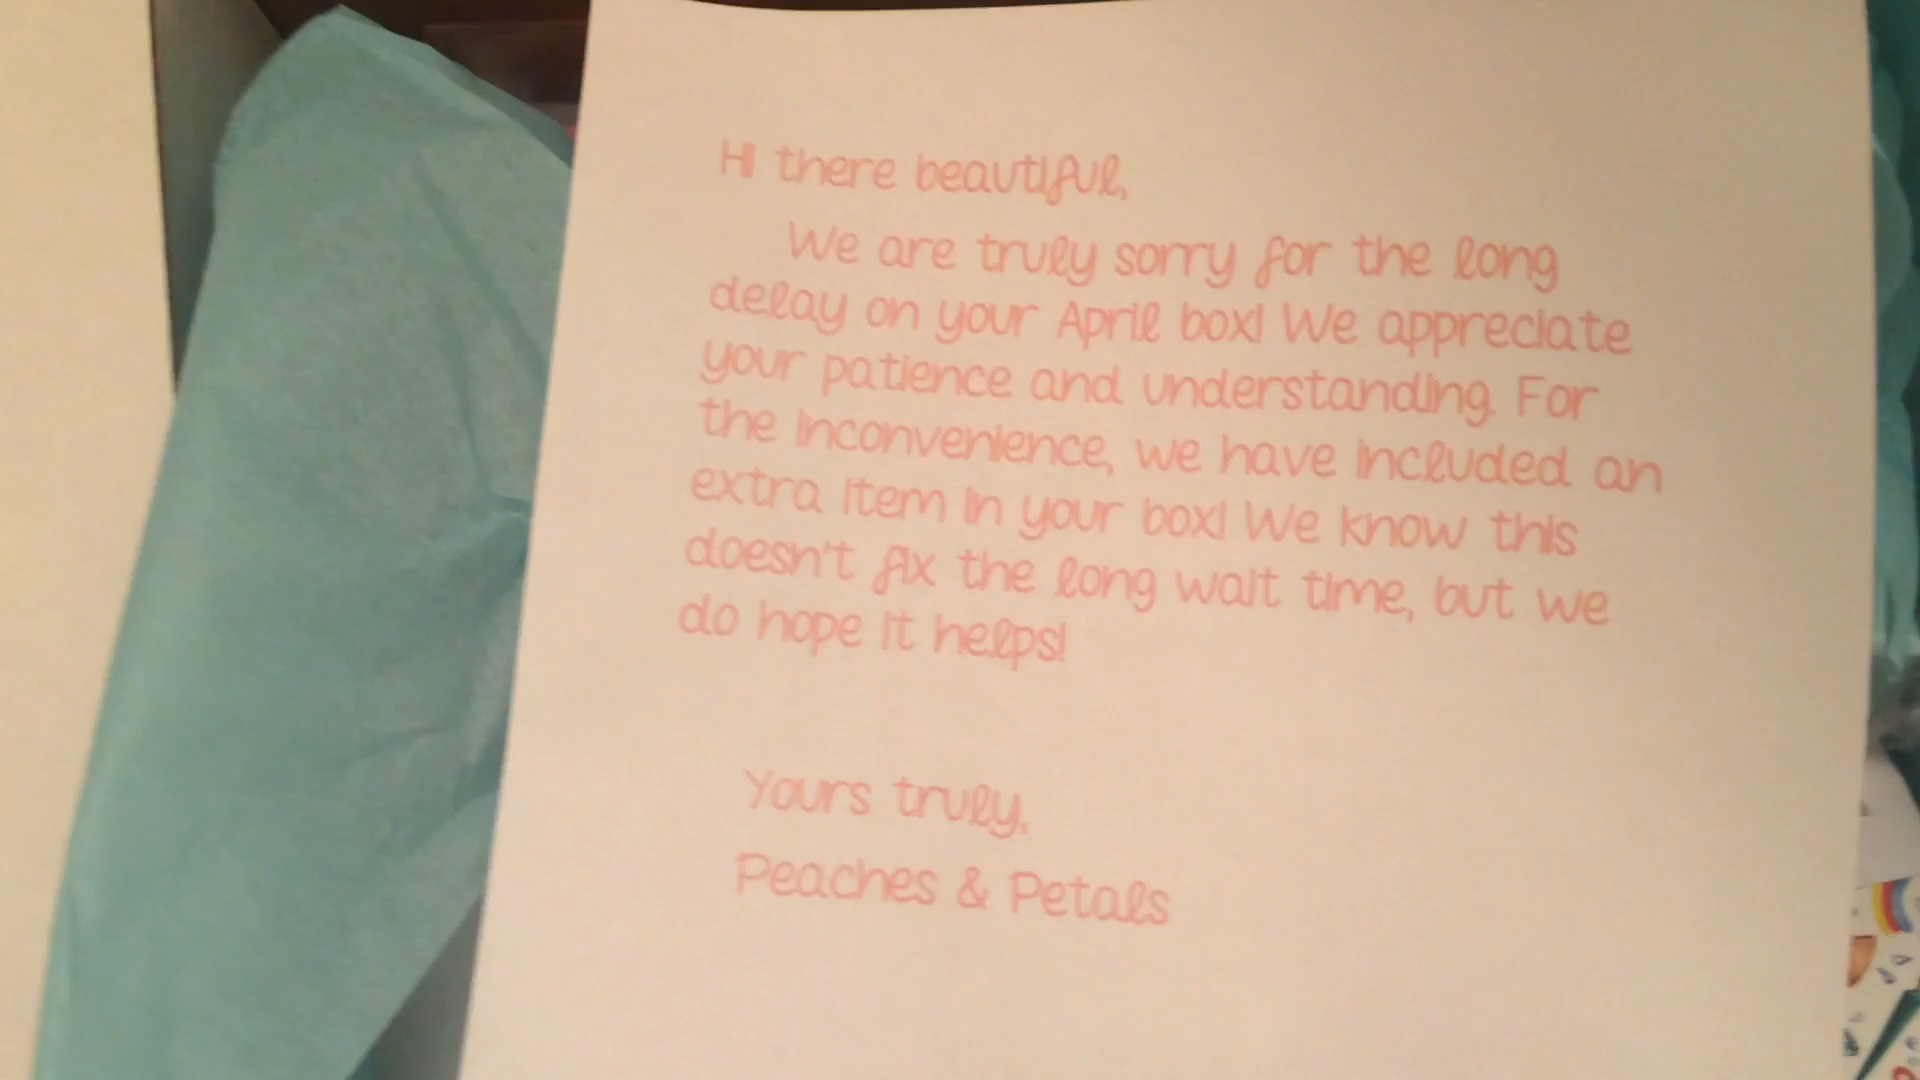 Hi there beautiful,
We are truly sorry for the long
delay on your April box! We appreciate
your patience and understanding. For
the inconvenience, we have included an
extra item in your box! We know this
doesn't fix the long wait time, but we
do hope it helps!
Yours truly,
Peaches & Petals